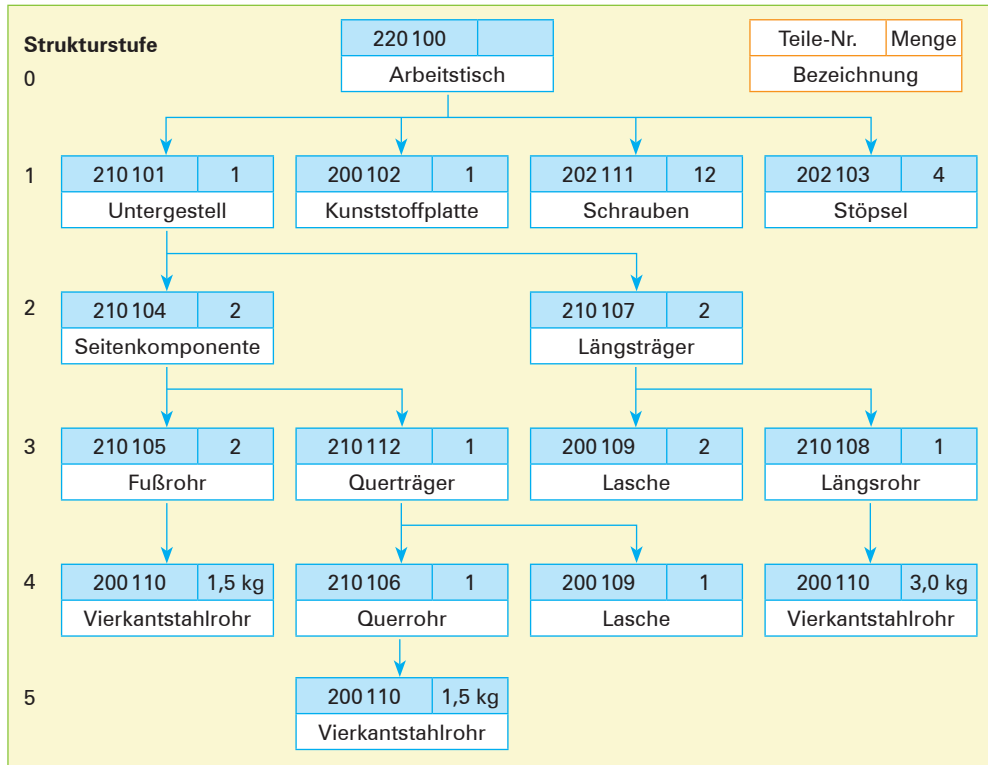 Strukturstufe
220 100
Teile-Nr. Menge
0
Arbeitstisch
Bezeichnung
1
210 101 1
200 102 1
202 111 12
202 103 4
Untergestell
Kunststoffplatte
Schrauben
Stöpsel
2
210 104 2
210 107 2
Seitenkomponente
Längsträger
3
210 105 2
210 112 1
200 109 2
210 108 1
Fußrohr
Querträger
Lasche
Längsrohr
4
200 110 1,5 kg
210 106 1
200 109 1
200 110 3,0 kg
Vierkantstahlrohr
Querrohr
Lasche
Vierkantstahlrohr
5
200 110 1,5 kg
Vierkantstahlrohr